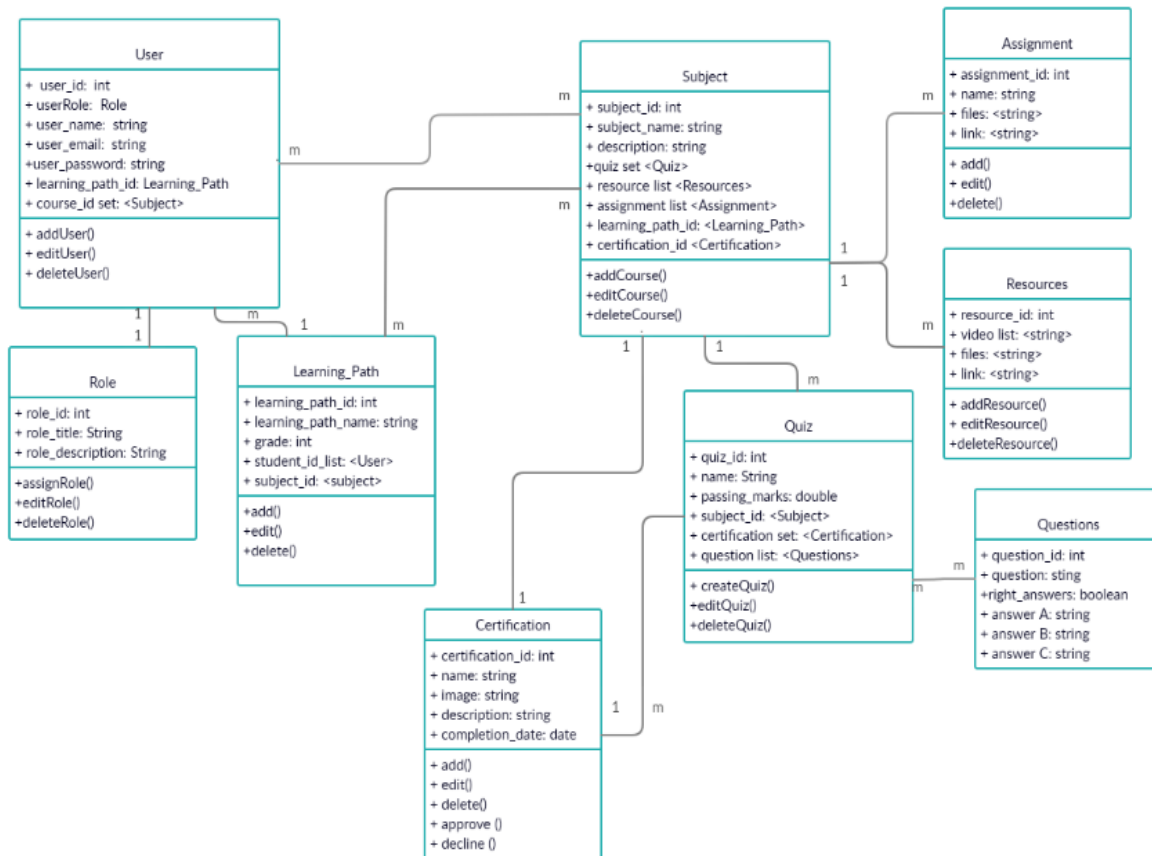 User
+ user_id: int
+ userRole: Role
+ user_name: string
+ user_email: string
+user_password: string
+ learning_path_id: Learning_Path
+ course_id set: <Subject>
+ addUser()
+ editUser()
+ deleteUser()
m
m
1
1
m
1
Role
+ role_id: int
+ role_title: String
+ role_description: String
+assignRole()
+editRole()
+deleteRole()
Learning_Path
+ learning_path_id: int
+ learning_path_name: string
+ grade: int
+ student_id_list: <User>
+ subject_id: <subject>
+add()
+edit()
+delete()
m
m
Subject
+ subject_id: int
+ subject_name: string
+ description: string
+quiz set <Quiz>
+ resource list <Resources>
+ assignment list <Assignment>
+ learning_path_id: <Learning_Path>
+ certification_id <Certification>
+addCourse()
+editCourse()
+deleteCourse()
1
1
m
1
1
m
m
1
Assignment
+ assignment_id: int
+ name: string
+ files: <string>
+ link: <string>
+ add()
+ edit()
+delete()
Resources
+ resource_id: int
+ video list: <string>
+ files: <string>
+ link: <string>
+ addResource()
+ editResource()
+deleteResource()
Quiz
+ quiz_id: int
+ name: String
+ passing_marks: double
+ subject_id: <Subject>
+ certification set: <Certification>
+ question list: <Questions>
+ createQuiz()
+editQuiz()
+deleteQuiz()
m
m
Questions
+ question_id: int
+ question: sting
+right_answers: boolean
+ answer A: string
+ answer B: string
+ answer C: string
Certification
+ certification_id: int
+ name: string
+ image: string
+ description: string
+ completion_date: date
+ add()
+ edit()
+ delete()
+ approve ()
+ decline ()
1
m